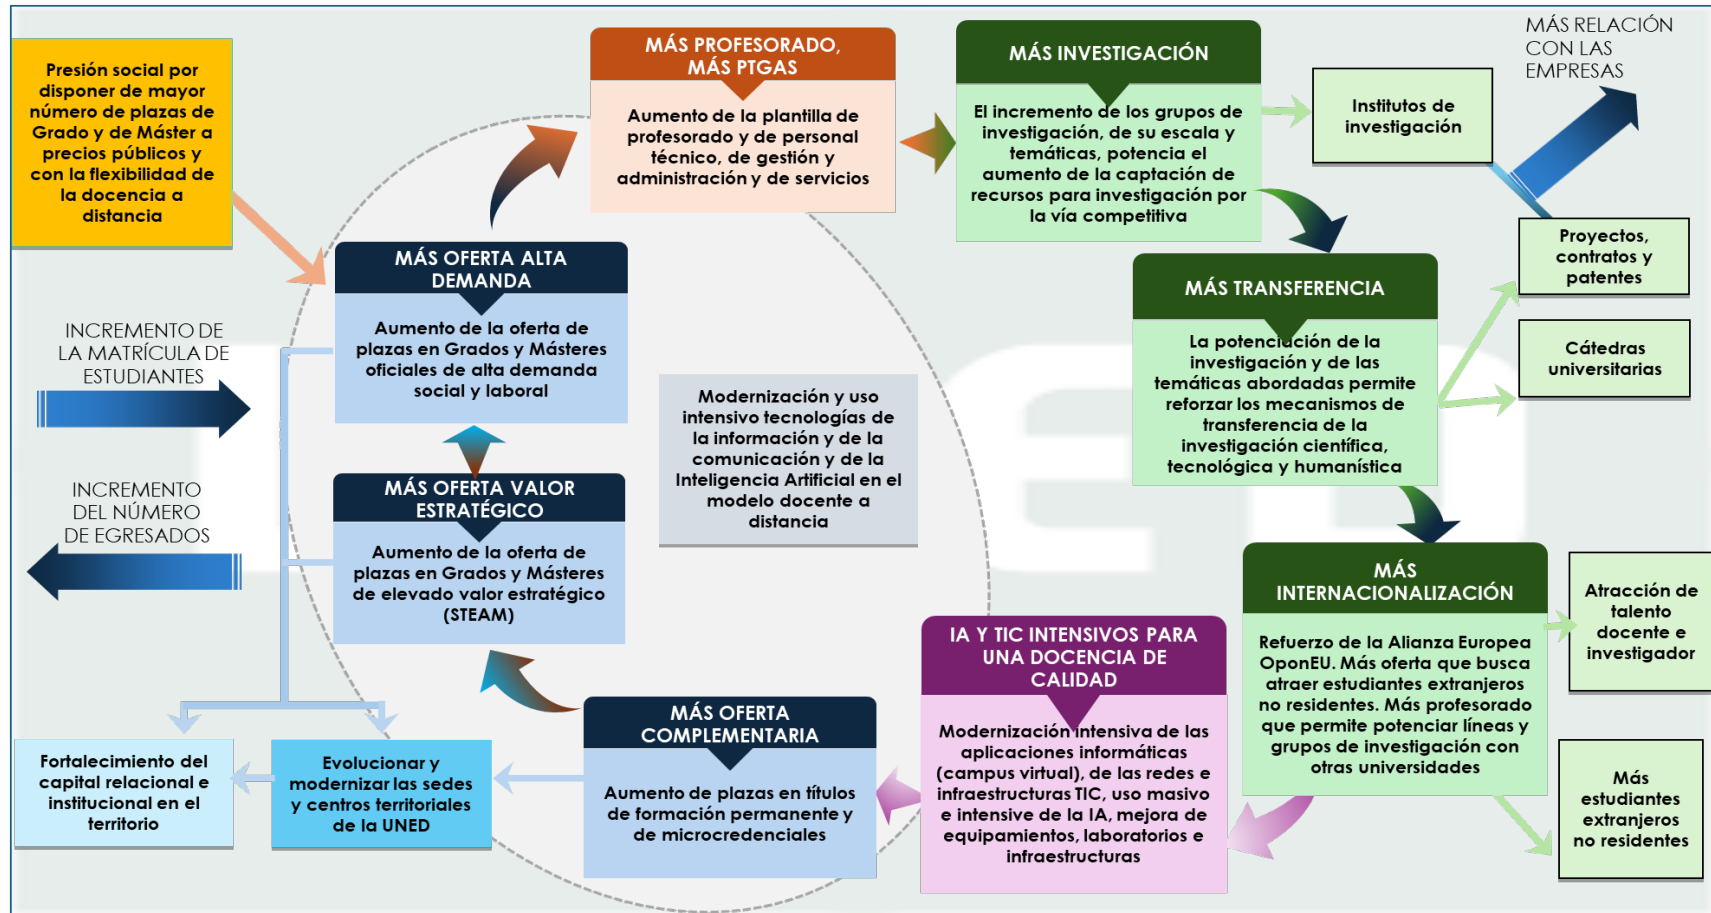 Presión social por
disponer de mayor
número de plazas de
Grado y de Máster a
precios públicos y
con la flexibilidad de
la docencia a
distancia
MÁS PROFESORADO,
MÁS PTGAS
Aumento de la plantilla de
profesorado y de personal
técnico, de gestión y
administración y de servicios
MÁS INVESTIGACIÓN
El incremento de los grupos de
investigación, de su escala y
temáticas, potencia el
aumento de la captación de
recursos para investigación por
la vía competitiva
Institutos de
investigación
MÁS RELACIÓN
CON LAS
EMPRESAS
Proyectos,
contratos y
patentes
Cátedras
universitarias
MÁS TRANSFERENCIA
La potenciación de la
investigación y de las
temáticas abordadas permite
reforzar los mecanismos de
transferencia de la
investigación científica,
tecnológica y humanística
MÁS OFERTA ALTA
DEMANDA
Aumento de la oferta de
plazas en Grados y Másteres
oficiales de alta demanda
social y laboral
INCREMENTO DE
LA MATRÍCULA DE
ESTUDIANTES
Modernización y uso
intensivo tecnologías de
la información y de la
comunicación y de la
Inteligencia Artificial en el
modelo docente a
distancia
INCREMENTO
DEL NÚMERO
DE EGRESADOS
MÁS OFERTA VALOR
ESTRATÉGICO
Aumento de la oferta de
plazas en Grados y Másteres
de elevado valor estratégico
(STEAM)
MÁS
INTERNACIONALIZACIÓN
Refuerzo de la Alianza Europea
OponEU. Más oferta que busca
atraer estudiantes extranjeros
no residentes. Más profesorado
que permite potenciar líneas y
grupos de investigación con
otras universidades
Atracción de
talento
docente e
investigador
Más
estudiantes
extranjeros
no residentes
IA Y TIC INTENSIVOS PARA
UNA DOCENCIA DE
CALIDAD
Modernización intensiva de las
aplicaciones informáticas
(campus virtual), de las redes e
infraestructuras TIC, uso masivo
e intensive de la IA, mejora de
equipamientos, laboratorios e
infraestructuras
MÁS OFERTA
COMPLEMENTARIA
Aumento de plazas en títulos
de formación permanente y
de microcredenciales
Evolucionar y
modernizar las sedes
y centros territoriales
de la UNED
Fortalecimiento del
capital relacional e
institucional en el
territorio